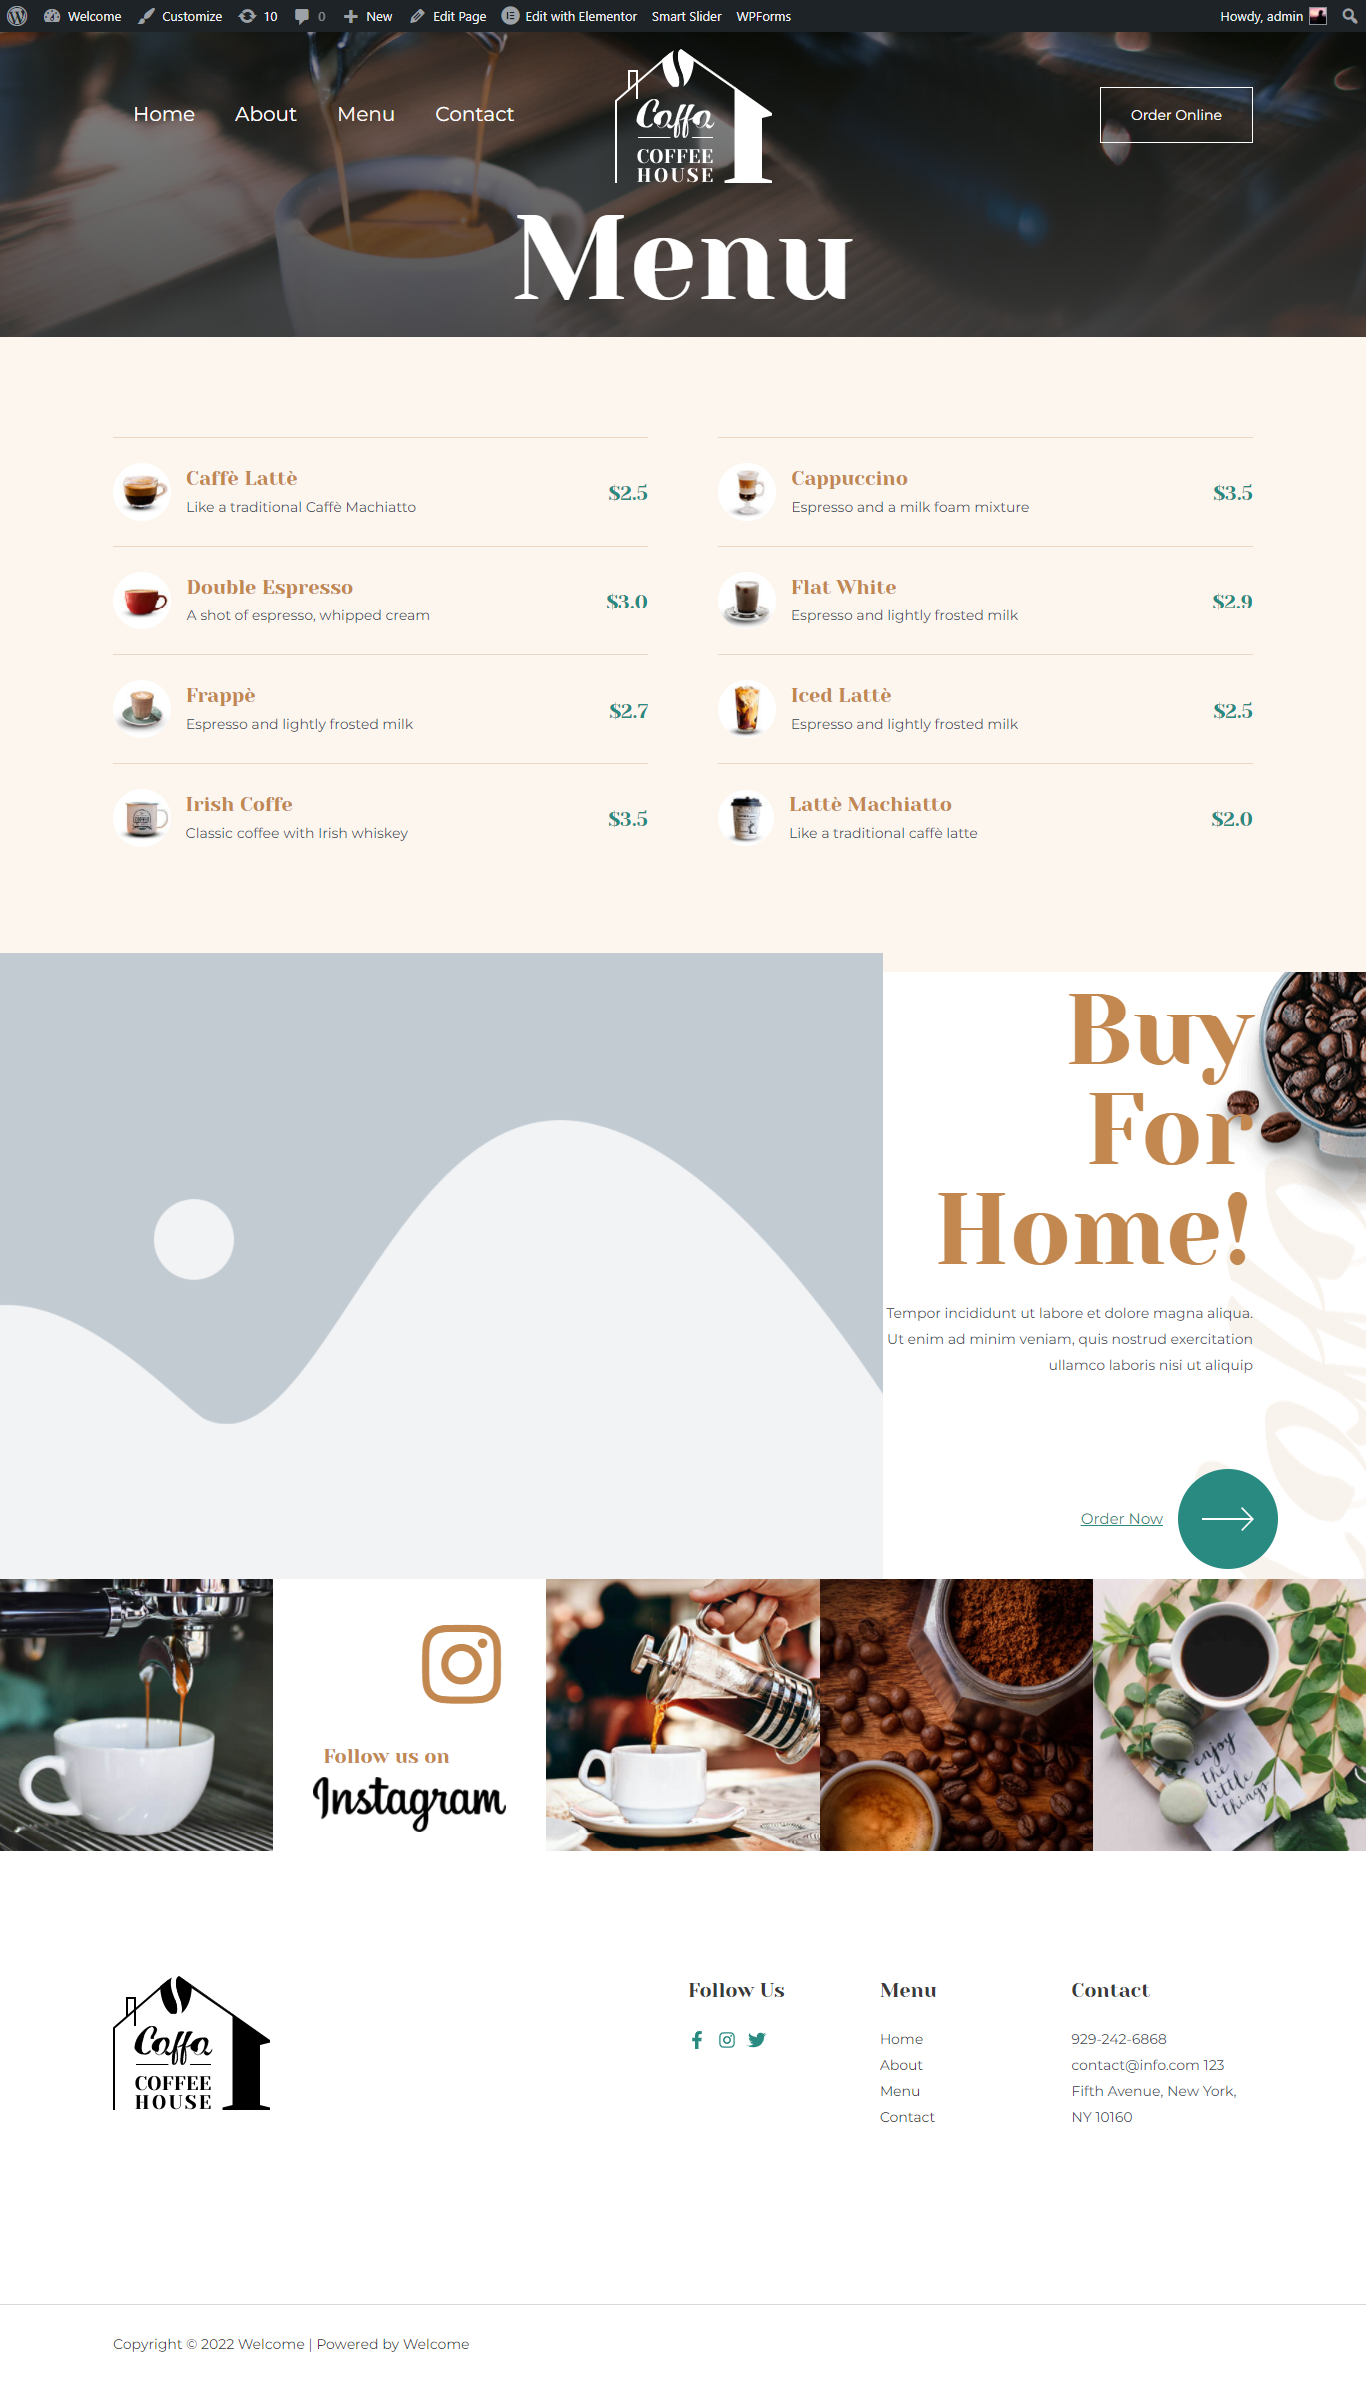 Welcome Customize 10 0 New Edit Page Edit with Elementor Smart Slider WPForms Howdy, admin
Home About Menu Contact
Caffa
COFFEE
HOUSE
Order Online
Menu
Caffè Lattè
Like a traditional Caffè Machiatto
$2.5
Cappuccino
Espresso and a milk foam mixture
$3.5
Double Espresso
A shot of espresso, whipped cream
$3.0
Flat White
Espresso and lightly frosted milk
$2.9
Frappè
Espresso and lightly frosted milk
$2.7
Iced Lattè
Espresso and lightly frosted milk
$2.5
Irish Coffe
Classic coffee with Irish whiskey
$3.5
Lattè Machiatto
Like a traditional caffè latte
$2.0
Buy
For
Home!
Tempor incididunt ut labore et dolore magna aliqua.
Ut enim ad minim veniam, quis nostrud exercitation
ullamco laboris nisi ut aliquip
Order Now
Follow us on
Instagram
enjoy
the
little
things
Caffa
COFFEE
HOUSE
Follow Us
Menu
Home
About
Menu
Contact
Contact
929-242-6868
contact@info.com 123
Fifth Avenue, New York,
NY 10160
Copyright © 2022 Welcome | Powered by Welcome